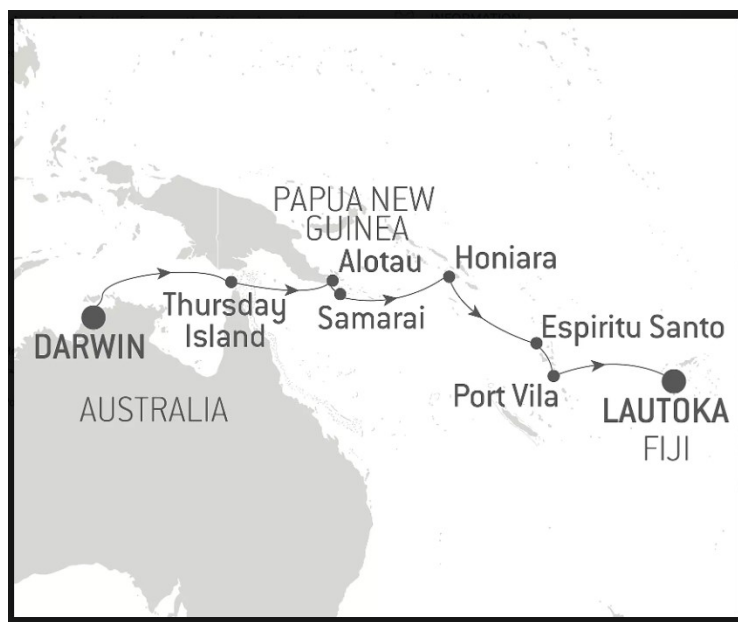 PAPUA NEW
GUINEA
Alotau
Honiara
Thursday
Island
Samarai
DARWIN
Espiritu Santo
Port Vila
AUSTRALIA
LAUTOKA
FIJI